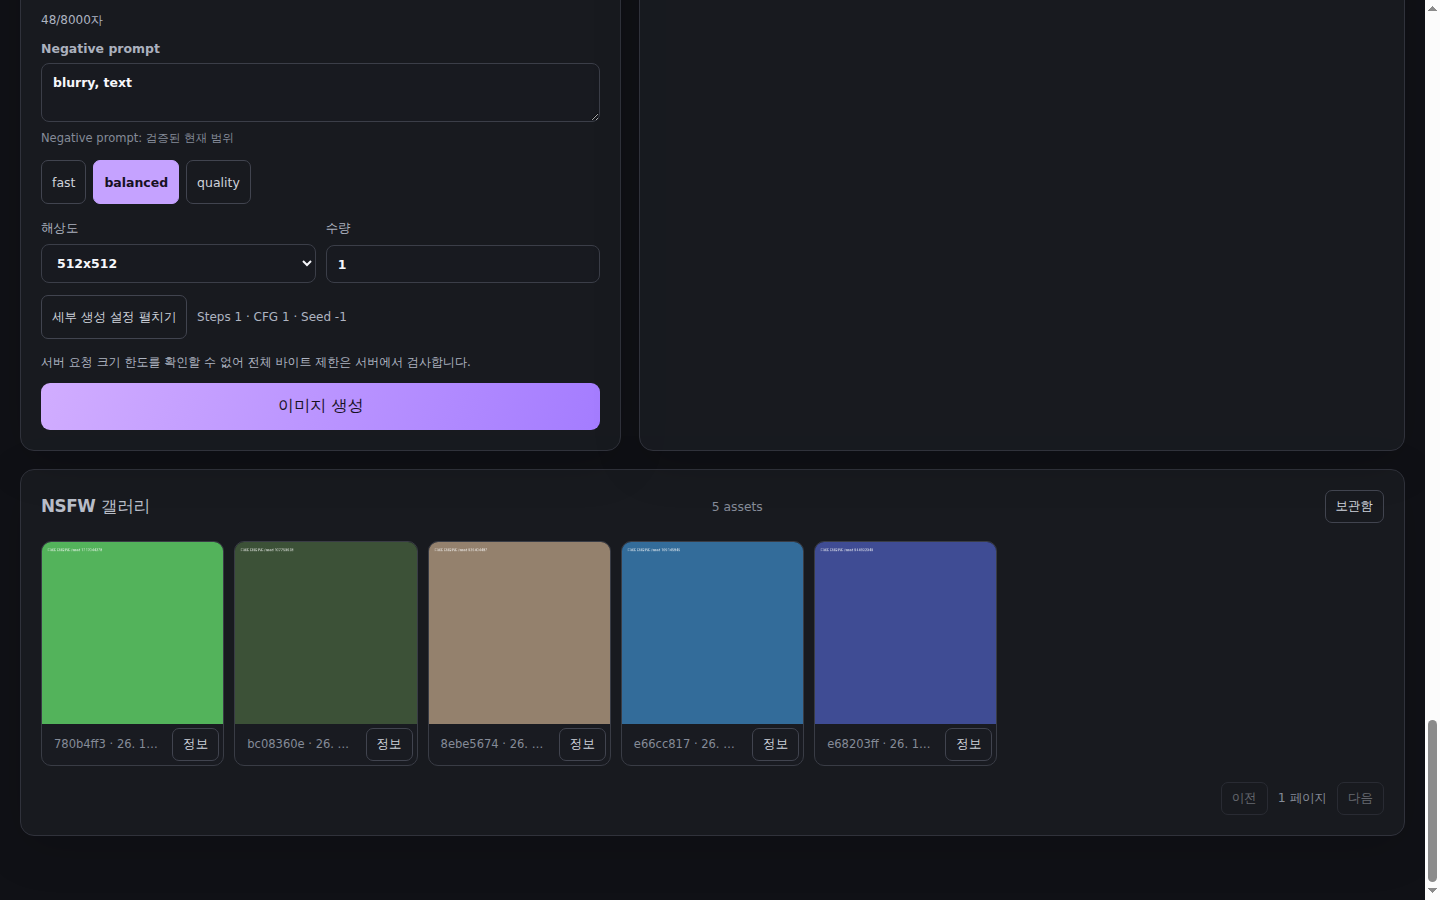 48/8000자
Negative prompt
blurry, text
Negative prompt: 검증된 현재 범위
fast
balanced
quality
해상도
수량
512x512
1
세부 생성 설정 펼치기
Steps 1 · CFG 1 · Seed -1
서버 요청 크기 한도를 확인할 수 없어 전체 바이트 제한은 서버에서 검사합니다.
이미지 생성
NSFW 갤러리
5 assets
보관함
780b4ff3 · 26. 1...
정보
bc08360e · 26. ...
정보
8ebe5674 · 26. ...
정보
e66cc817 · 26. ...
정보
e68203ff · 26. 1...
정보
이전
1 페이지
다음